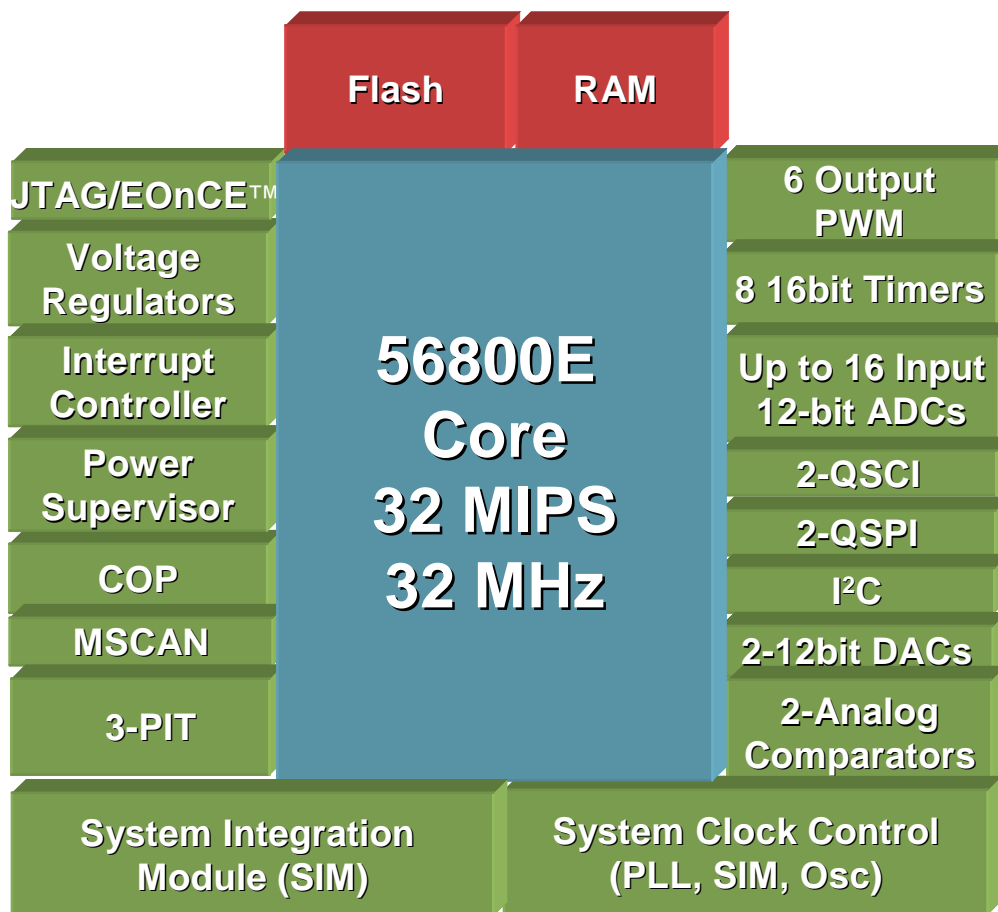 Flash
RAM
JTAG/EOnCE™
Voltage
Regulators
Interrupt
Controller
Power
Supervisor
COP
MSCAN
3-PIT
56800E
Core
32 MIPS
32 MHz
6 Output
PWM
8 16bit Timers
Up to 16 Input
12-bit ADCs
2-QSCI
2-QSPI
I²C
2-12bit DACs
2-Analog
Comparators
System Integration
Module (SIM)
System Clock Control
(PLL, SIM, Osc)